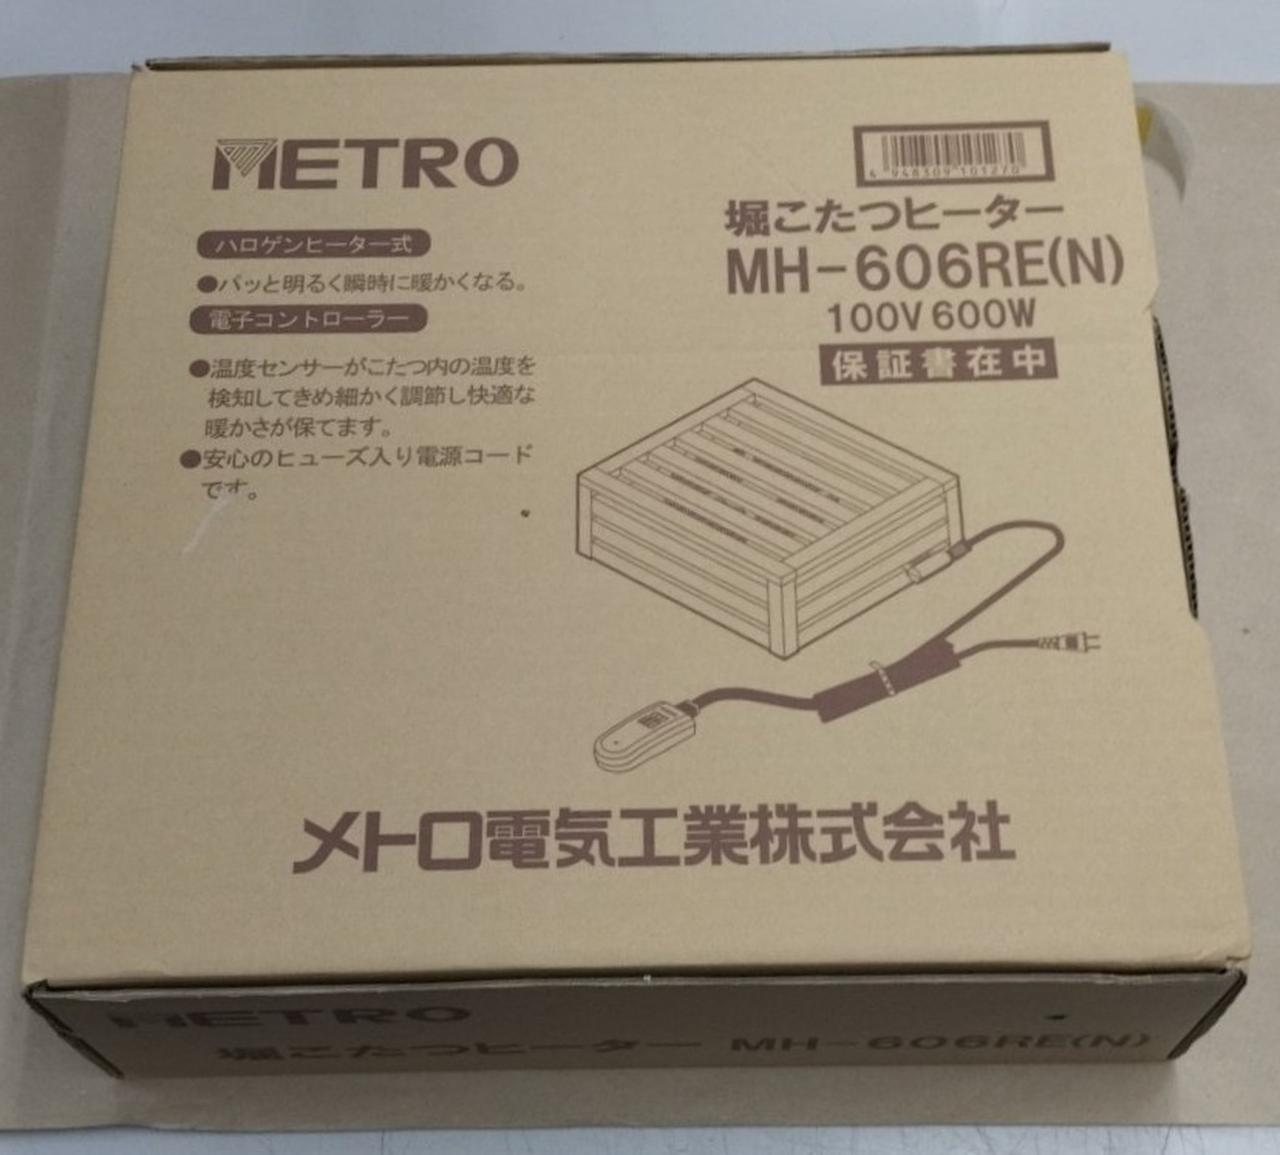 METRO
4 948309 101270
堀こたつヒーター
MH-606RE(N)
100V 600W
保証書在中
ハロゲンヒーター式
●パッと明るく瞬時に暖かくなる。
電子コントローラー
●温度センサーがこたつ内の温度を
検知してきめ細かく調節し快適な
暖かさが保てます。
●安心のヒューズ入り電源コード
です。
メトロ電気工業株式会社
METRO
堀こたつヒーター MH-606RE(N)